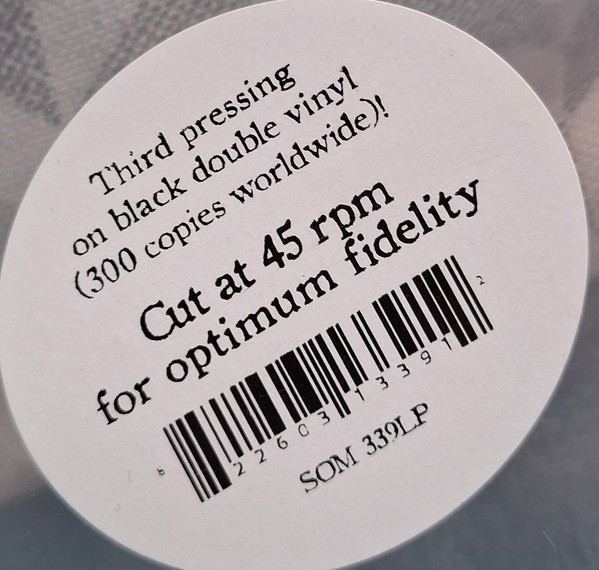 Third pressing
on black double vinyl
(300 copies worldwide)!
Cut at 45 rpm
for optimum fidelity
8 22603 13391 2
SOM 339LP